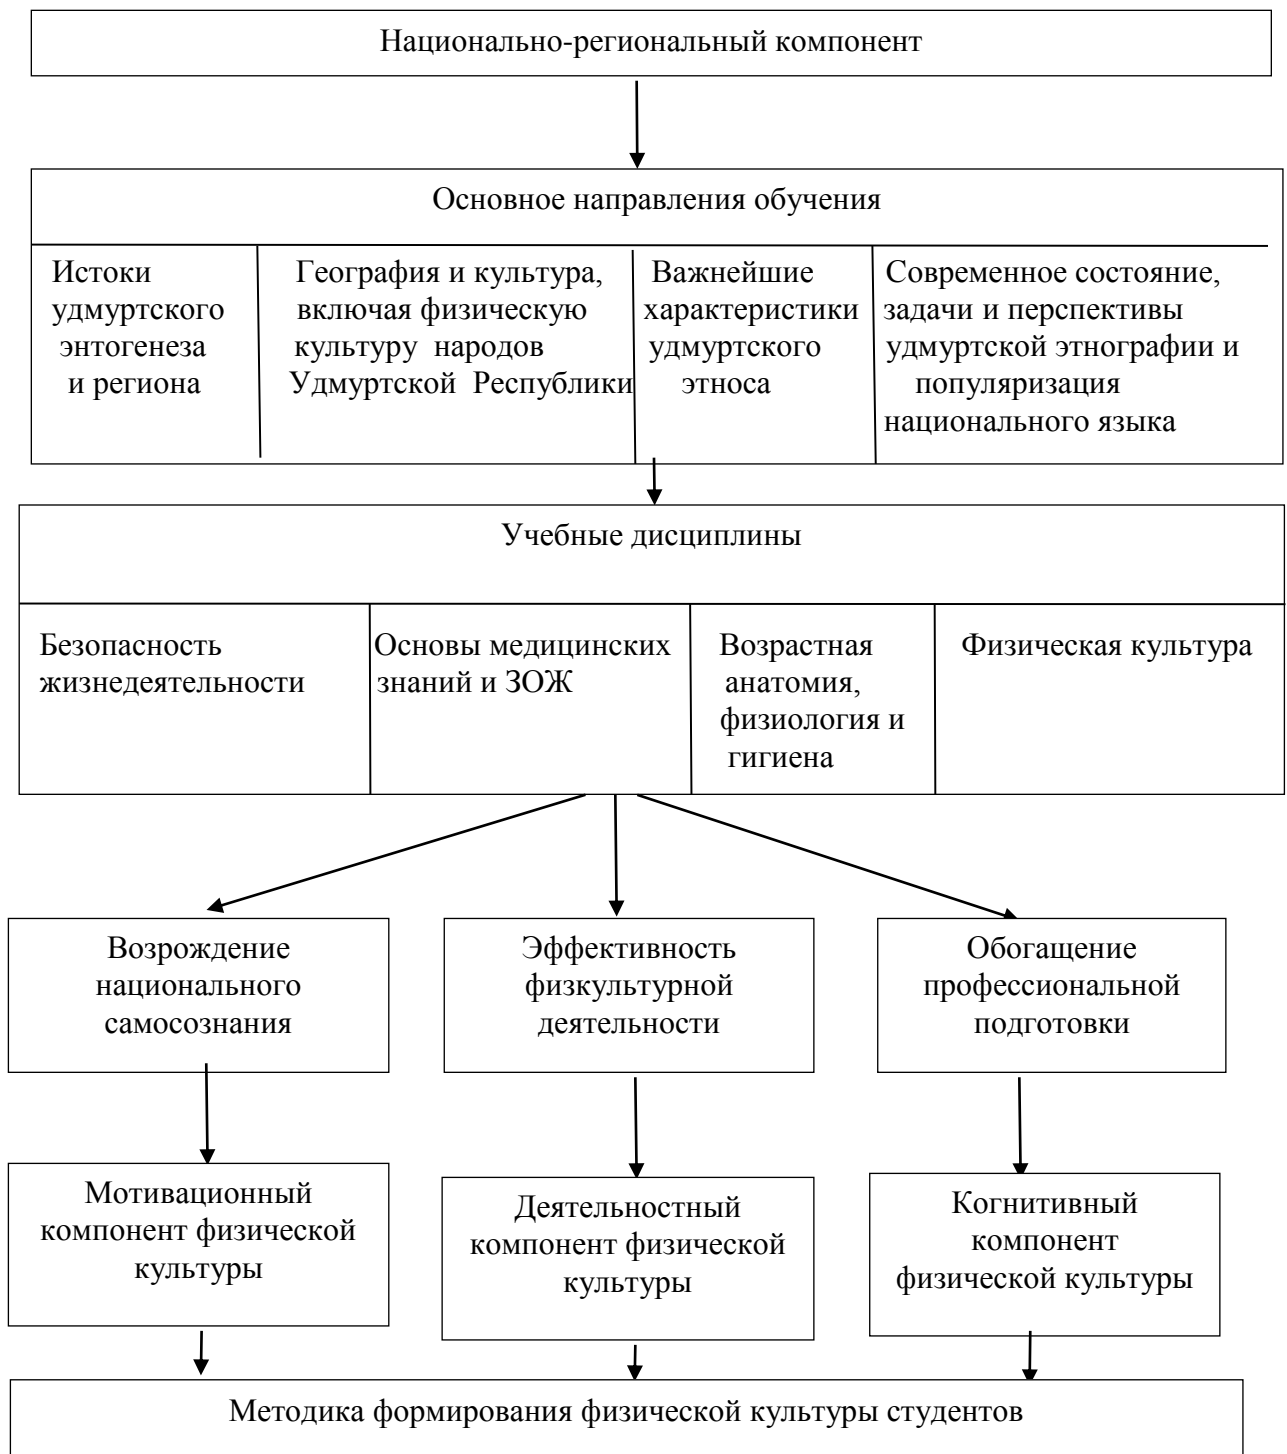 Национально-региональный компонент
Основное направления обучения
Истоки
удмуртского
энтогенеза
и региона
География и культура,
включая физическую
культуру народов
Удмуртской Республики
Важнейшие
характеристики
удмуртского
этноса
Современное состояние,
задачи и перспективы
удмуртской этнографии и
популяризация
национального языка
Учебные дисциплины
Безопасность
жизнедеятельности
Основы медицинских
знаний и ЗОЖ
Возрастная
анатомия,
физиология и
гигиена
Физическая культура
Возрождение
национального
самосознания
Эффективность
физкультурной
деятельности
Обогащение
профессиональной
подготовки
Мотивационный
компонент физической
культуры
Деятельностный
компонент физической
культуры
Когнитивный
компонент
физической культуры
Методика формирования физической культуры студентов